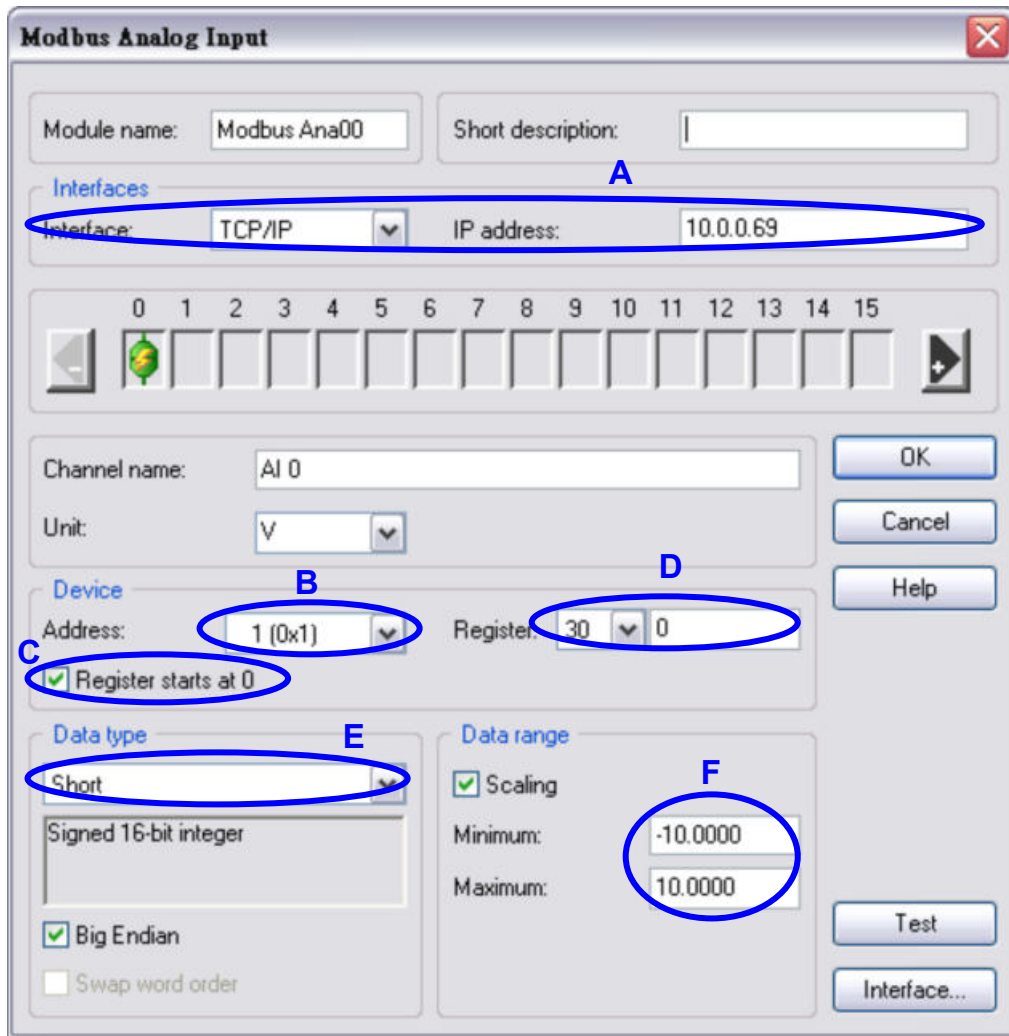 Modbus Analog Input
Module name: Modbus Ana00 Short description:
A
Interfaces
Interface: TCP/IP IP address: 10.0.0.69
0 1 2 3 4 5 6 7 8 9 10 11 12 13 14 15
- +
Channel name: AI 0 OK
Unit: V Cancel
B D
Device Help
Address: 1 (0x1) Register: 30 0
C
Register starts at 0
E
Data type Data range
F
Short Scaling
Signed 16-bit integer Minimum: -10.0000
Maximum: 10.0000
Big Endian Test
Swap word order Interface...